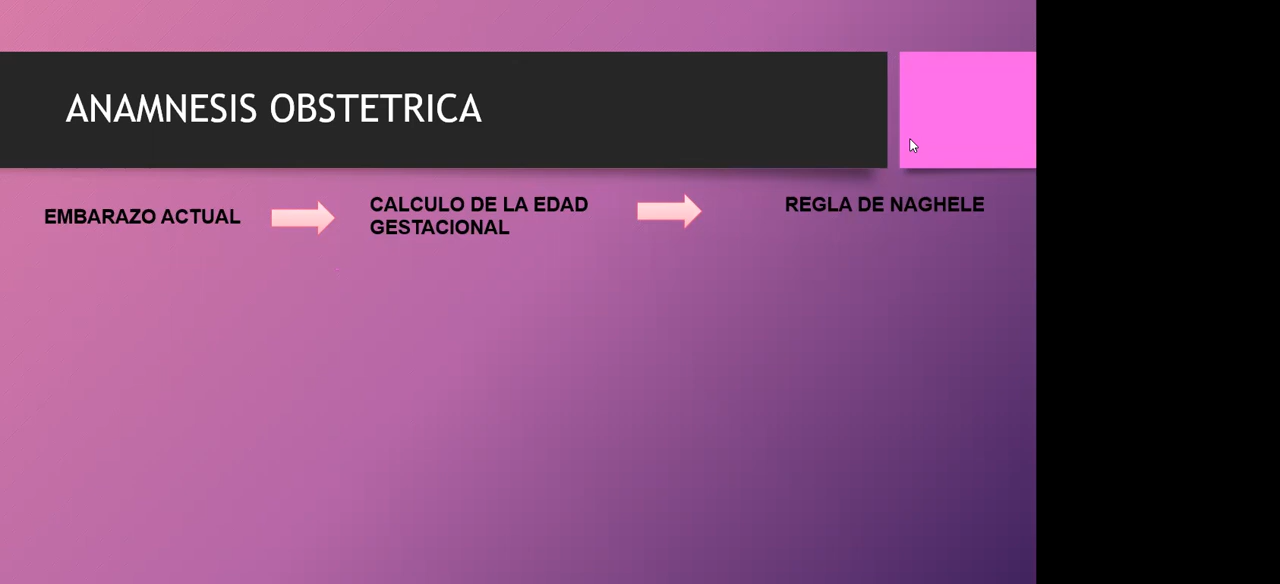 ANAMNESIS OBSTETRICA
EMBARAZO ACTUAL
CALCULO DE LA EDAD
GESTACIONAL
REGLA DE NAGHELE